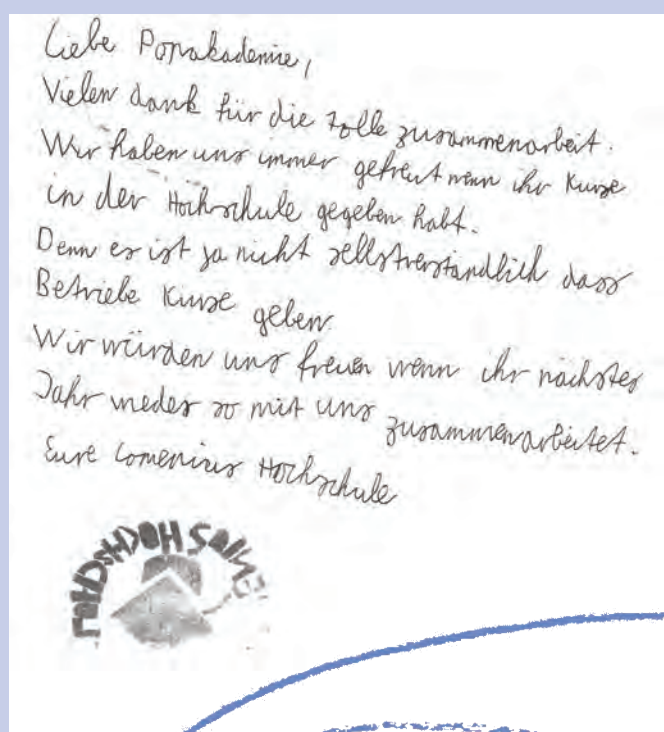 Liebe Popakademie,
Vielen dank für die tolle zusammenarbeit.
Wir haben uns immer gefreut wenn ihr Kurse
in der Hochschule gegeben habt.
Denn es ist ja nicht selbstverständlich dass
Betriebe Kurse geben
Wir würden uns freuen wenn ihr nächstes
Jahr wieder so mit uns zusammenarbeitet.
Eure Comenius Hochschule